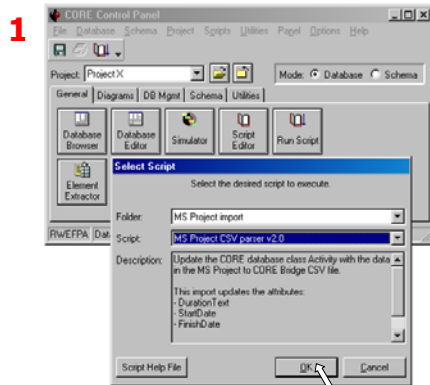 1
CORE Control Panel
File Database Schema Project Scripts Utilities Pagel Options Help
Project: Project X
Mode: Database Schema
General Diagrams DB Mgmt Schema Utilities
Database Browser
Database Editor
Simulator
Script Editor
Run Script
Element Extractor
Select Script
Select the desired script to execute.
Folder: MS Project import
Script: MS Project CSV parser v2.0
Description: Update the CORE database class Activity with the data
in the MS Project to CORE Bridge CSV file.
This import updates the attributes:
- DurationText
- StartDate
- FinishDate
RWEFPA Dat
Script Help File
OK
Cancel